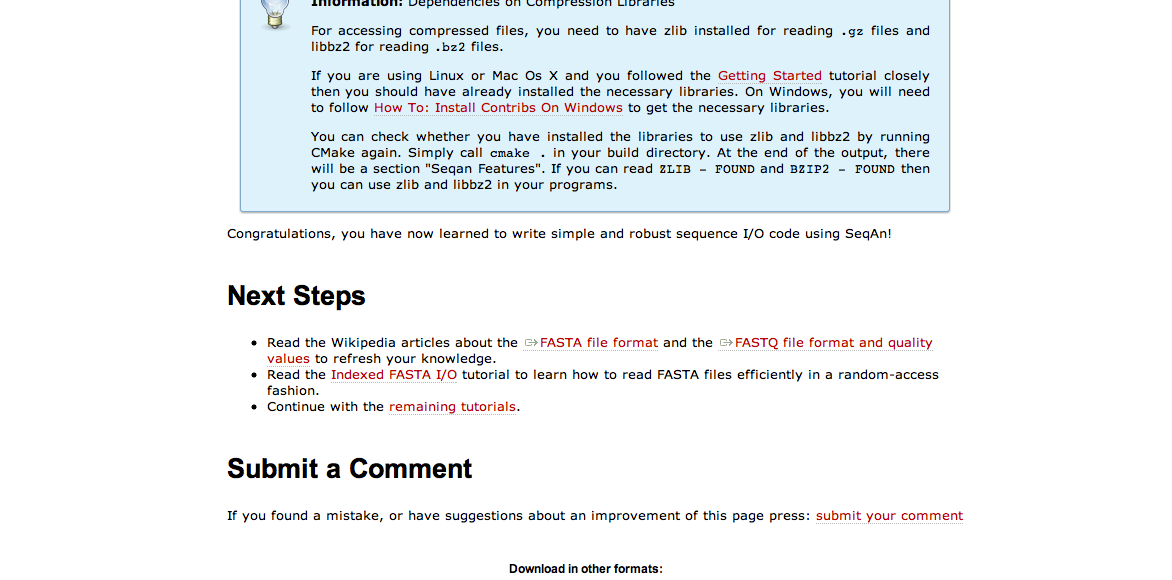 Information: Dependencies on Compression Libraries
For accessing compressed files, you need to have zlib installed for reading .gz files and
libbz2 for reading .bz2 files.
If you are using Linux or Mac Os X and you followed the Getting Started tutorial closely
then you should have already installed the necessary libraries. On Windows, you will need
to follow How To: Install Contribs On Windows to get the necessary libraries.
You can check whether you have installed the libraries to use zlib and libbz2 by running
CMake again. Simply call cmake . in your build directory. At the end of the output, there
will be a section "Seqan Features". If you can read ZLIB - FOUND and BZIP2 - FOUND then
you can use zlib and libbz2 in your programs.
Congratulations, you have now learned to write simple and robust sequence I/O code using SeqAn!
Next Steps
• Read the Wikipedia articles about the FASTA file format and the FASTQ file format and quality
values to refresh your knowledge.
• Read the Indexed FASTA I/O tutorial to learn how to read FASTA files efficiently in a random-access
fashion.
• Continue with the remaining tutorials.
Submit a Comment
If you found a mistake, or have suggestions about an improvement of this page press: submit your comment
Download in other formats: